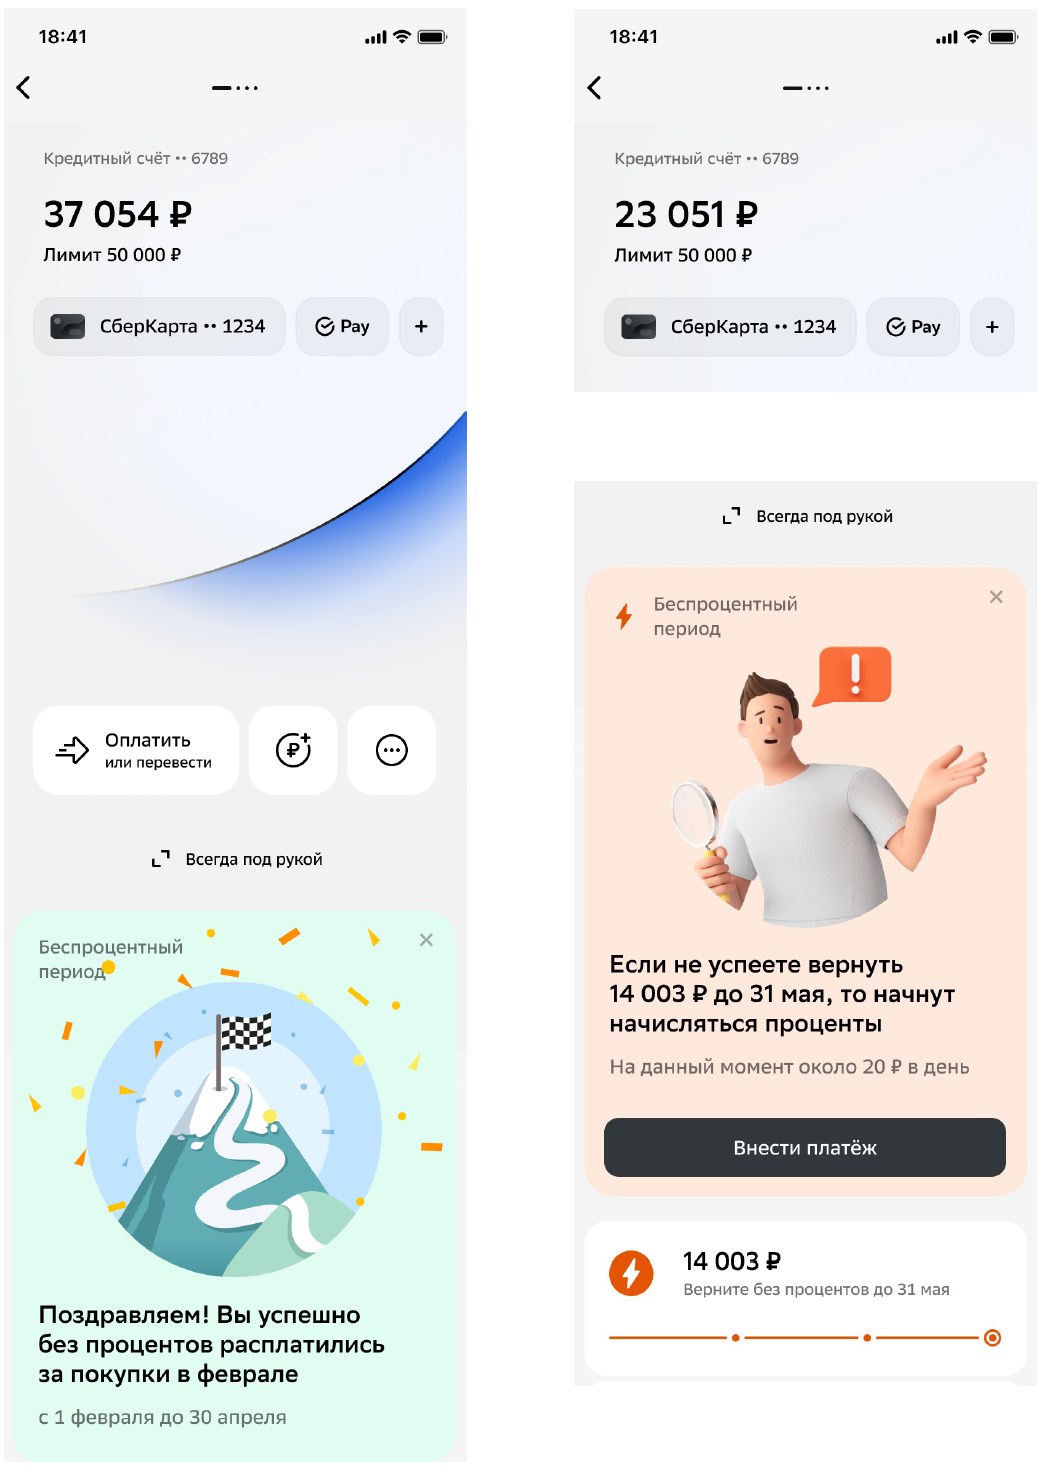 18:41
Кредитный счёт •• 6789
37 054 ₽
Лимит 50 000 ₽
СберКарта •• 1234
Pay
+
Оплатить
или перевести
Всегда под рукой
Беспроцентный
период
Поздравляем! Вы успешно
без процентов расплатились
за покупки в феврале
с 1 февраля до 30 апреля
18:41
Кредитный счёт •• 6789
23 051 ₽
Лимит 50 000 ₽
СберКарта •• 1234
Pay
+
Всегда под рукой
Беспроцентный
период
Если не успеете вернуть
14 003 ₽ до 31 мая, то начнут
начисляться проценты
На данный момент около 20 ₽ в день
Внести платёж
14 003 ₽
Верните без процентов до 31 мая